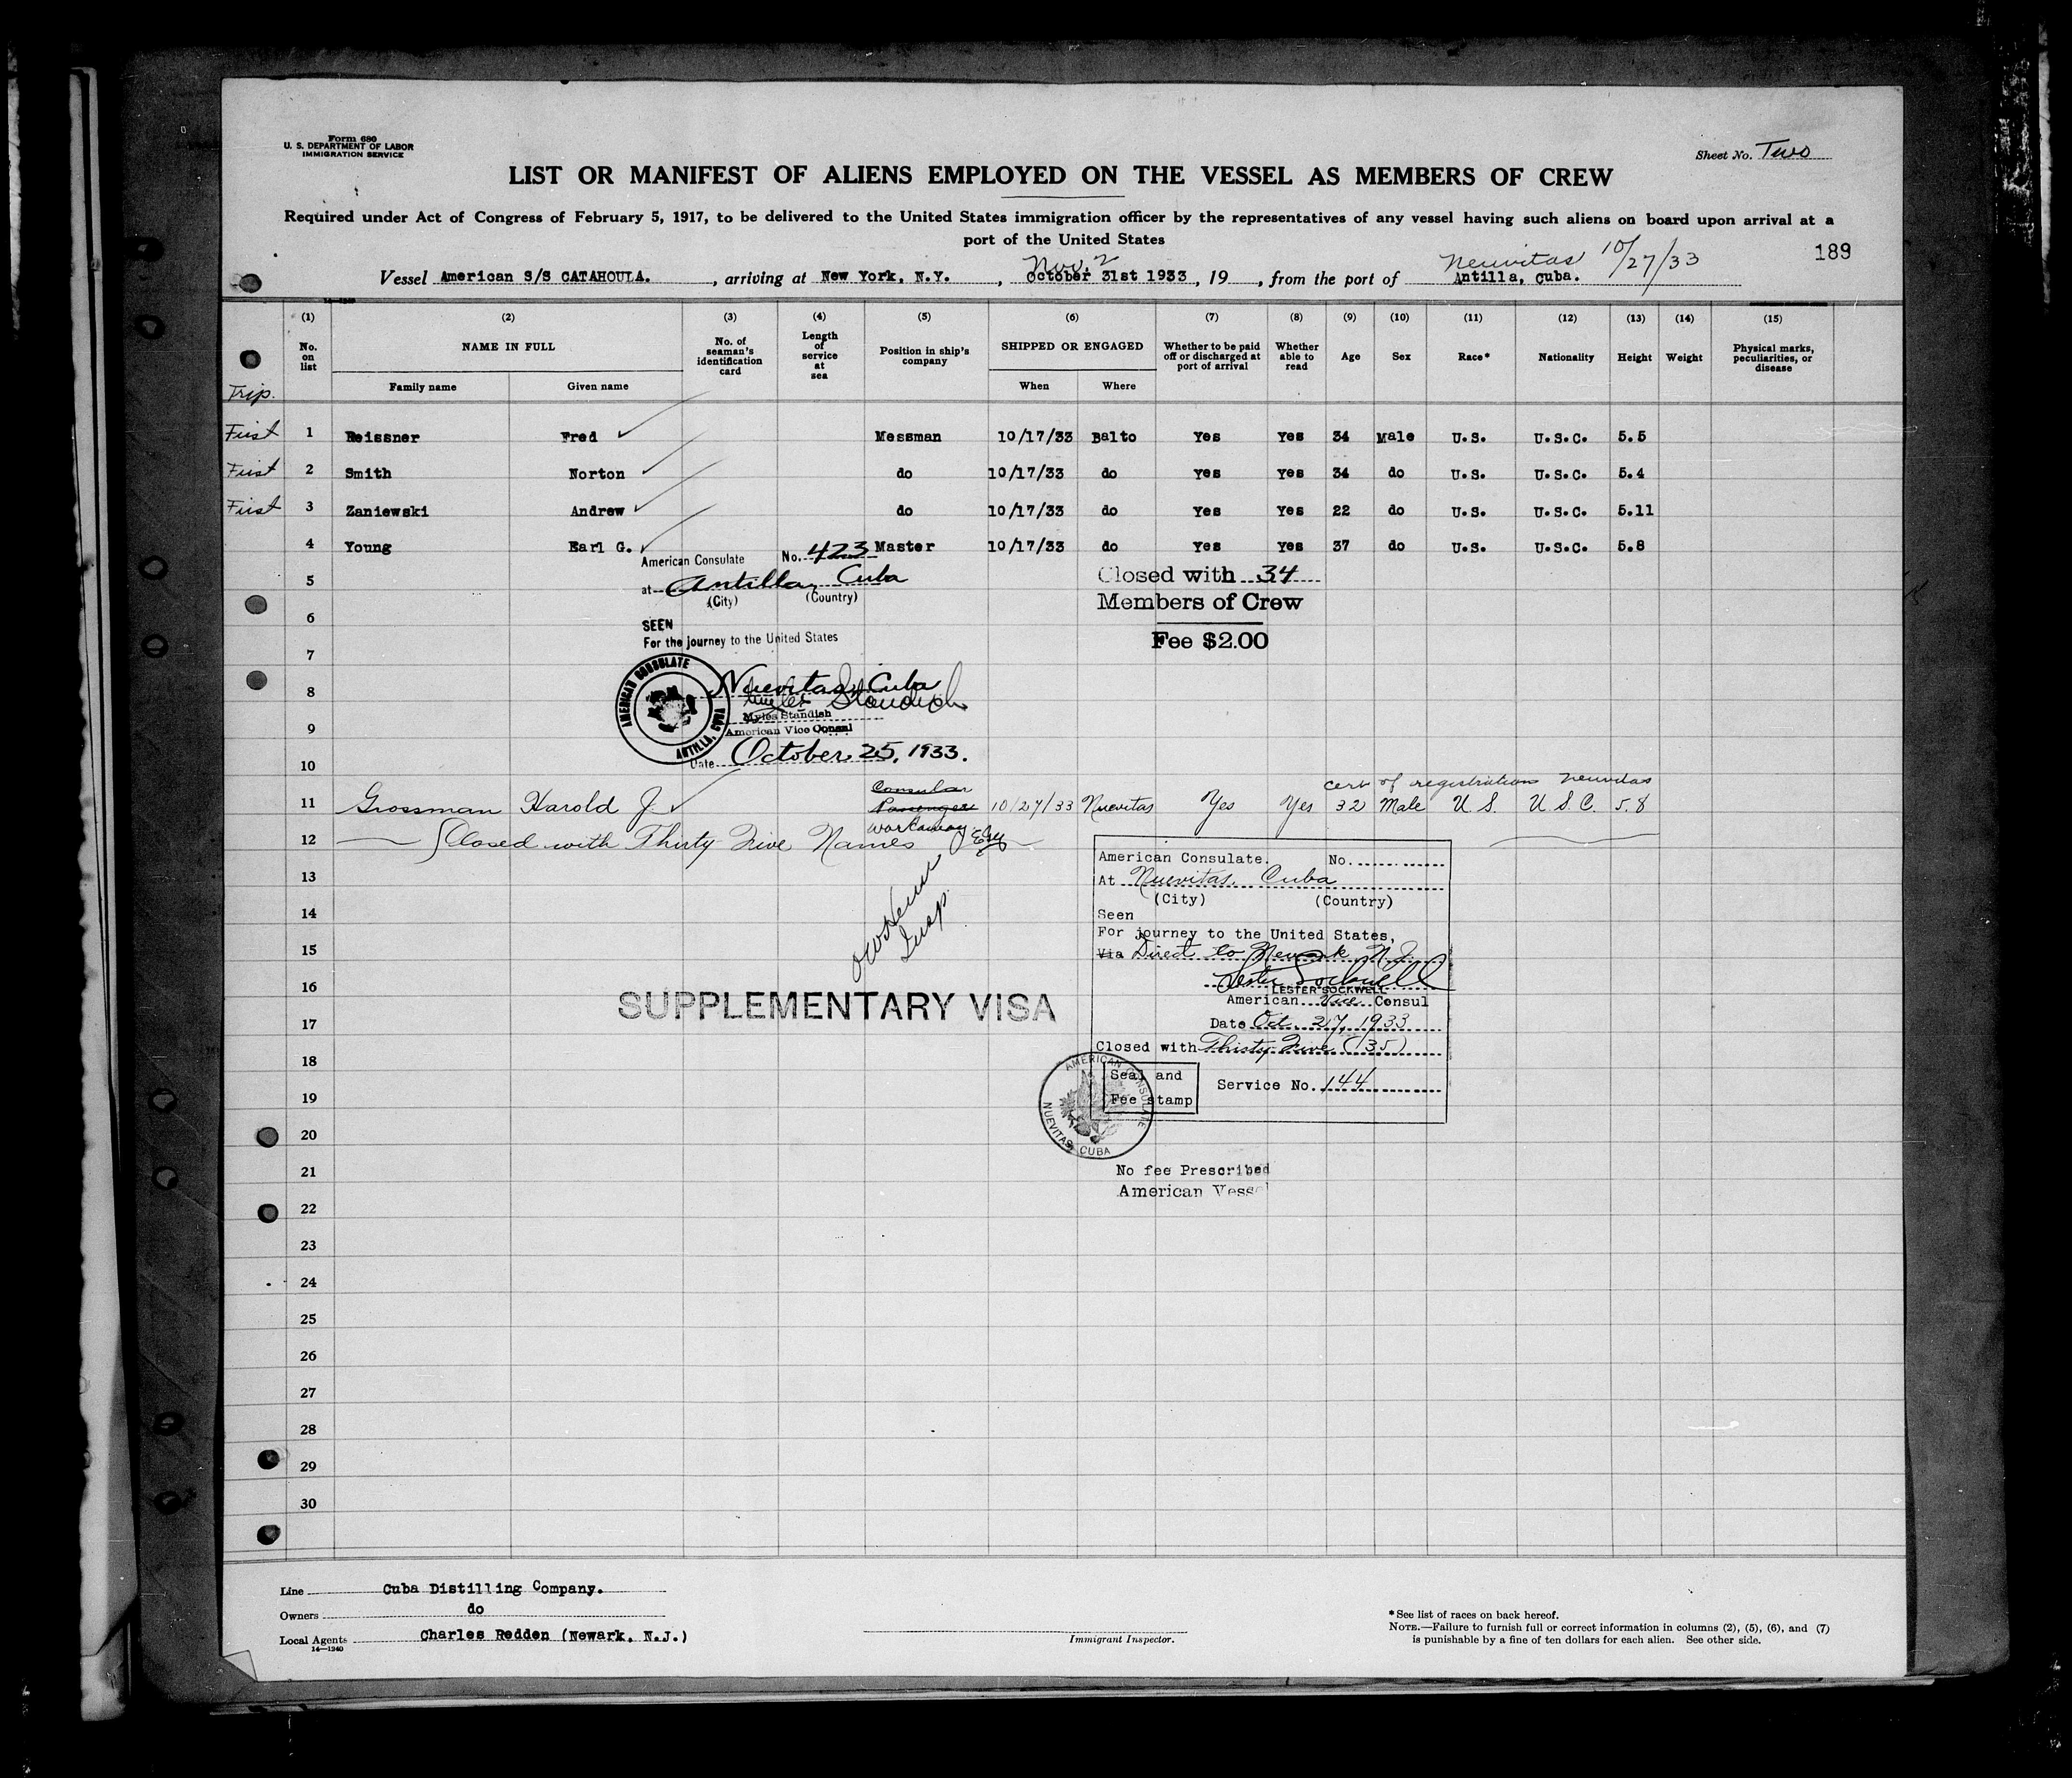 Form 680
U. S. DEPARTMENT OF LABOR
IMMIGRATION SERVICE
Sheet No. Two
LIST OR MANIFEST OF ALIENS EMPLOYED ON THE VESSEL AS MEMBERS OF CREW
Required under Act of Congress of February 5, 1917, to be delivered to the United States immigration officer by the representatives of any vessel having such aliens on board upon arrival at a
port of the United States
189
Nov. 2
Neuvitas 10/27/33
Vessel American S/S CATAHOULA. , arriving at New York, N.Y. , October 31st 1933 , 19 , from the port of Antilla, Cuba.
14-1240
(1) (2) (3) (4) (5) (6) (7) (8) (9) (10) (11) (12) (13) (14) (15)
No. on list NAME IN FULL No. of seaman's identification card Length of service at sea Position in ship's company SHIPPED OR ENGAGED Whether to be paid off or discharged at port of arrival Whether able to read Age Sex Race* Nationality Height Weight Physical marks, peculiarities, or disease
Trip. Family name Given name When Where
First 1 Reissner Fred Messman 10/17/33 Balto Yes Yes 34 Male U.S. U.S.C. 5.5
First 2 Smith Norton do 10/17/33 do Yes Yes 34 do U.S. U.S.C. 5.4
First 3 Zaniewski Andrew do 10/17/33 do Yes Yes 22 do U.S. U.S.C. 5.11
4 Young Earl G. Master 10/17/33 do Yes Yes 37 do U.S. U.S.C. 5.8
American Consulate No. 423
5 at Antilla, Cuba
(City) (Country)
Closed with 34
Members of Crew
Fee $2.00
6 SEEN
For the journey to the United States
7
AMERICAN CONSULATE ANTILLA, CUBA
8 Nuevitas, Cuba
Myles Standish
Myles Standish
9 American Vice Consul
10 Date October 25, 1933.
cert of registration Neuvitas
Consular
11 Grossman Harold J. Passenger 10/27/33 Nuevitas Yes Yes 32 Male U.S. U.S.C. 5.8
workaway
12 Closed with Thirty Five Names
Insp.
13
14
15
16
SUPPLEMENTARY VISA
17
18
19
20
21
22
23
24
25
26
27
28
29
30
American Consulate. No.
At Nuevitas, Cuba
(City) (Country)
Seen
For journey to the United States,
Via Direct to Newark, N.J.
Lester Sockwell
LESTER SOCKWELL
American Vice Consul
Date Oct. 27, 1933
Closed with Thirty Five (35)
Seal and
Fee stamp
Service No. 144
AMERICAN CONSULATE NUEVITAS, CUBA
No fee Prescribed
American Vessel
Line Cuba Distilling Company.
Owners do
Local Agents Charles Redden (Newark, N.J.)
14-1240
Immigrant Inspector.
* See list of races on back hereof.
NOTE.—Failure to furnish full or correct information in columns (2), (5), (6), and (7)
is punishable by a fine of ten dollars for each alien. See other side.